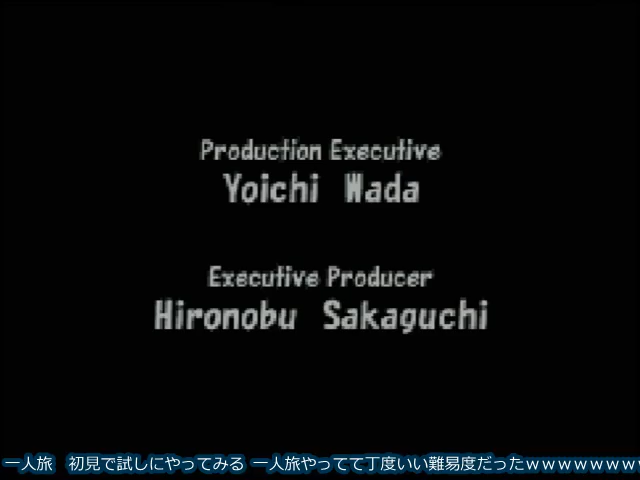 Production Executive
Yoichi Wada
Executive Producer
Hironobu Sakaguchi
一人旅　初見で試しにやってみる 一人旅やってて丁度いい難易度だったwwwwwww